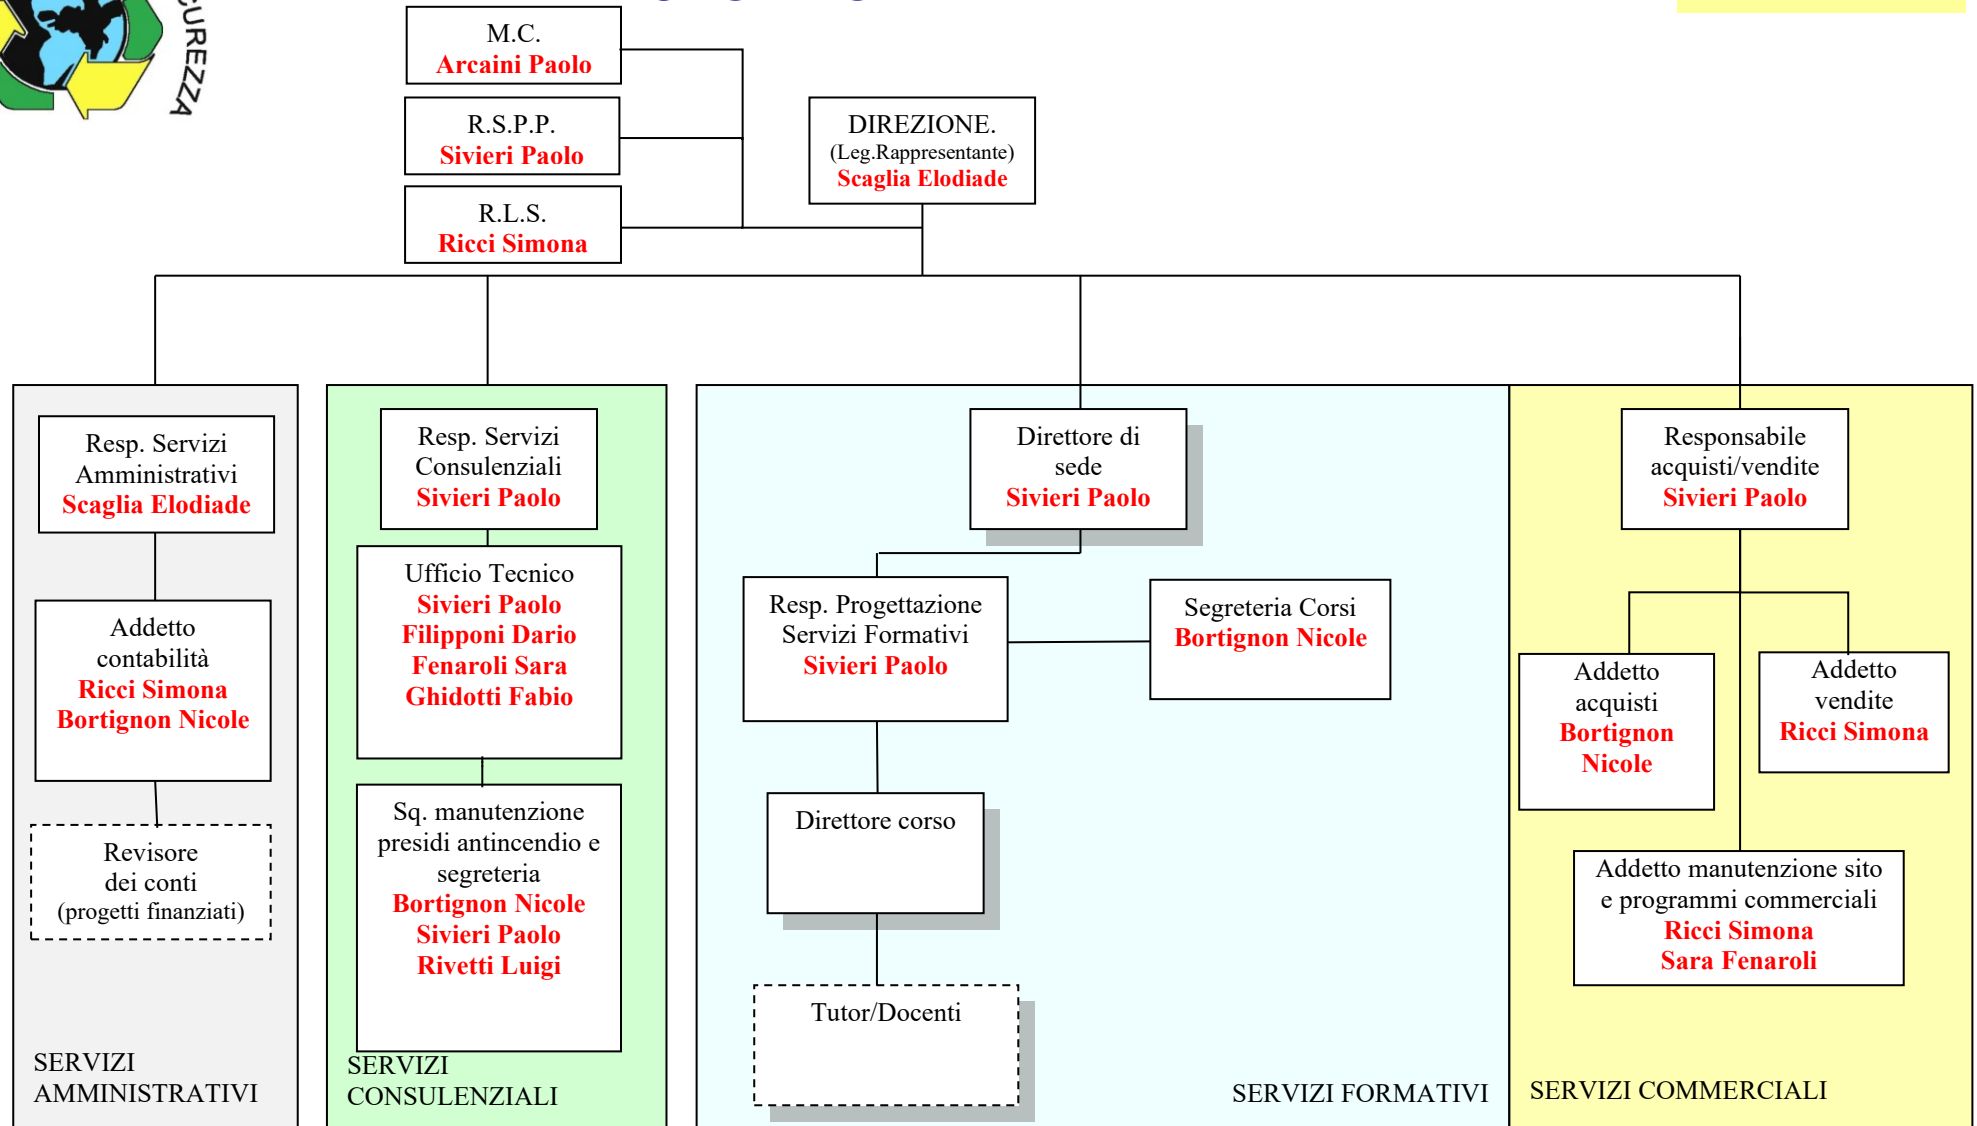 CUREZZA
M.C.
Arcaini Paolo
R.S.P.P.
Sivieri Paolo
R.L.S.
Ricci Simona
DIREZIONE.
(Leg.Rappresentante)
Scaglia Elodiade
Resp. Servizi
Amministrativi
Scaglia Elodiade
Addetto
contabilità
Ricci Simona
Bortignon Nicole
Revisore
dei conti
(progetti finanziati)
SERVIZI
AMMINISTRATIVI
Resp. Servizi
Consulenziali
Sivieri Paolo
Ufficio Tecnico
Sivieri Paolo
Filipponi Dario
Fenaroli Sara
Ghidotti Fabio
Sq. manutenzione
presidi antincendio e
segreteria
Bortignon Nicole
Sivieri Paolo
Rivetti Luigi
SERVIZI
CONSULENZIALI
Direttore di
sede
Sivieri Paolo
Resp. Progettazione
Servizi Formativi
Sivieri Paolo
Segreteria Corsi
Bortignon Nicole
Direttore corso
Tutor/Docenti
SERVIZI FORMATIVI
Responsabile
acquisti/vendite
Sivieri Paolo
Addetto
acquisti
Bortignon
Nicole
Addetto
vendite
Ricci Simona
Addetto manutenzione sito
e programmi commerciali
Ricci Simona
Sara Fenaroli
SERVIZI COMMERCIALI